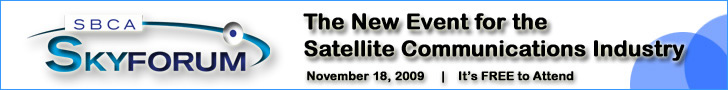 SBCA
SKYFORUM
The New Event for the
Satellite Communications Industry
November 18, 2009 | It's FREE to Attend